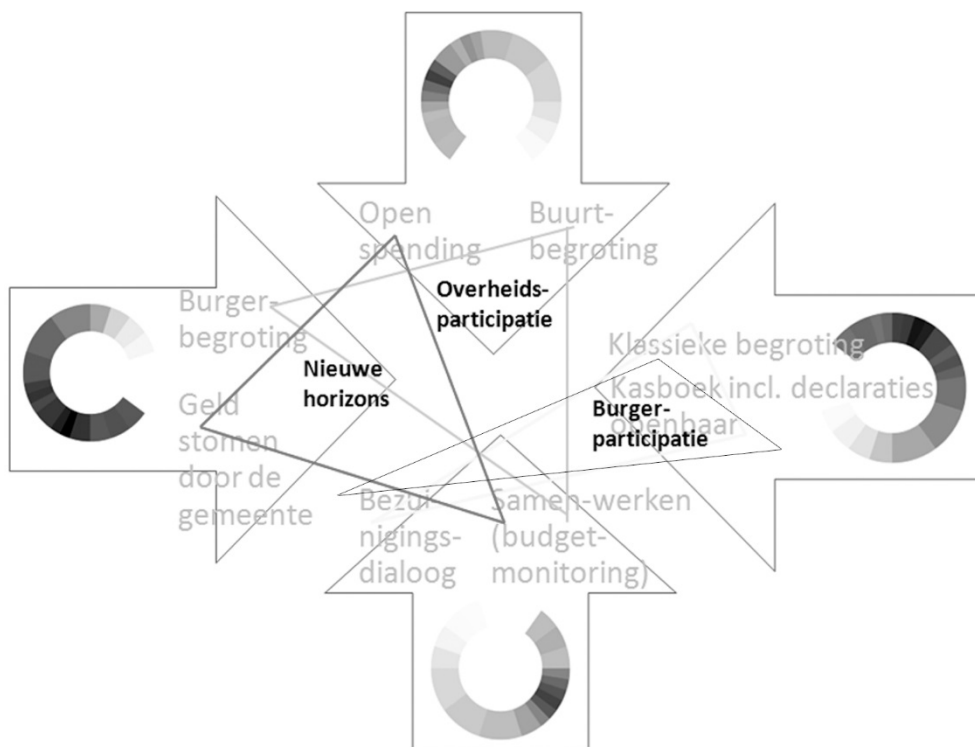 Open
spending
Buurt-
begroting
Overheids-
participatie
Burger-
begroting
Nieuwe
horizons
Geld
stomen
door de
gemeente
Klassieke begroting
Kasboek incl. declaraties
openbaar
Burger-
participatie
Bezui-
nigings-
dialoog
Samen-werken
(budget-
monitoring)